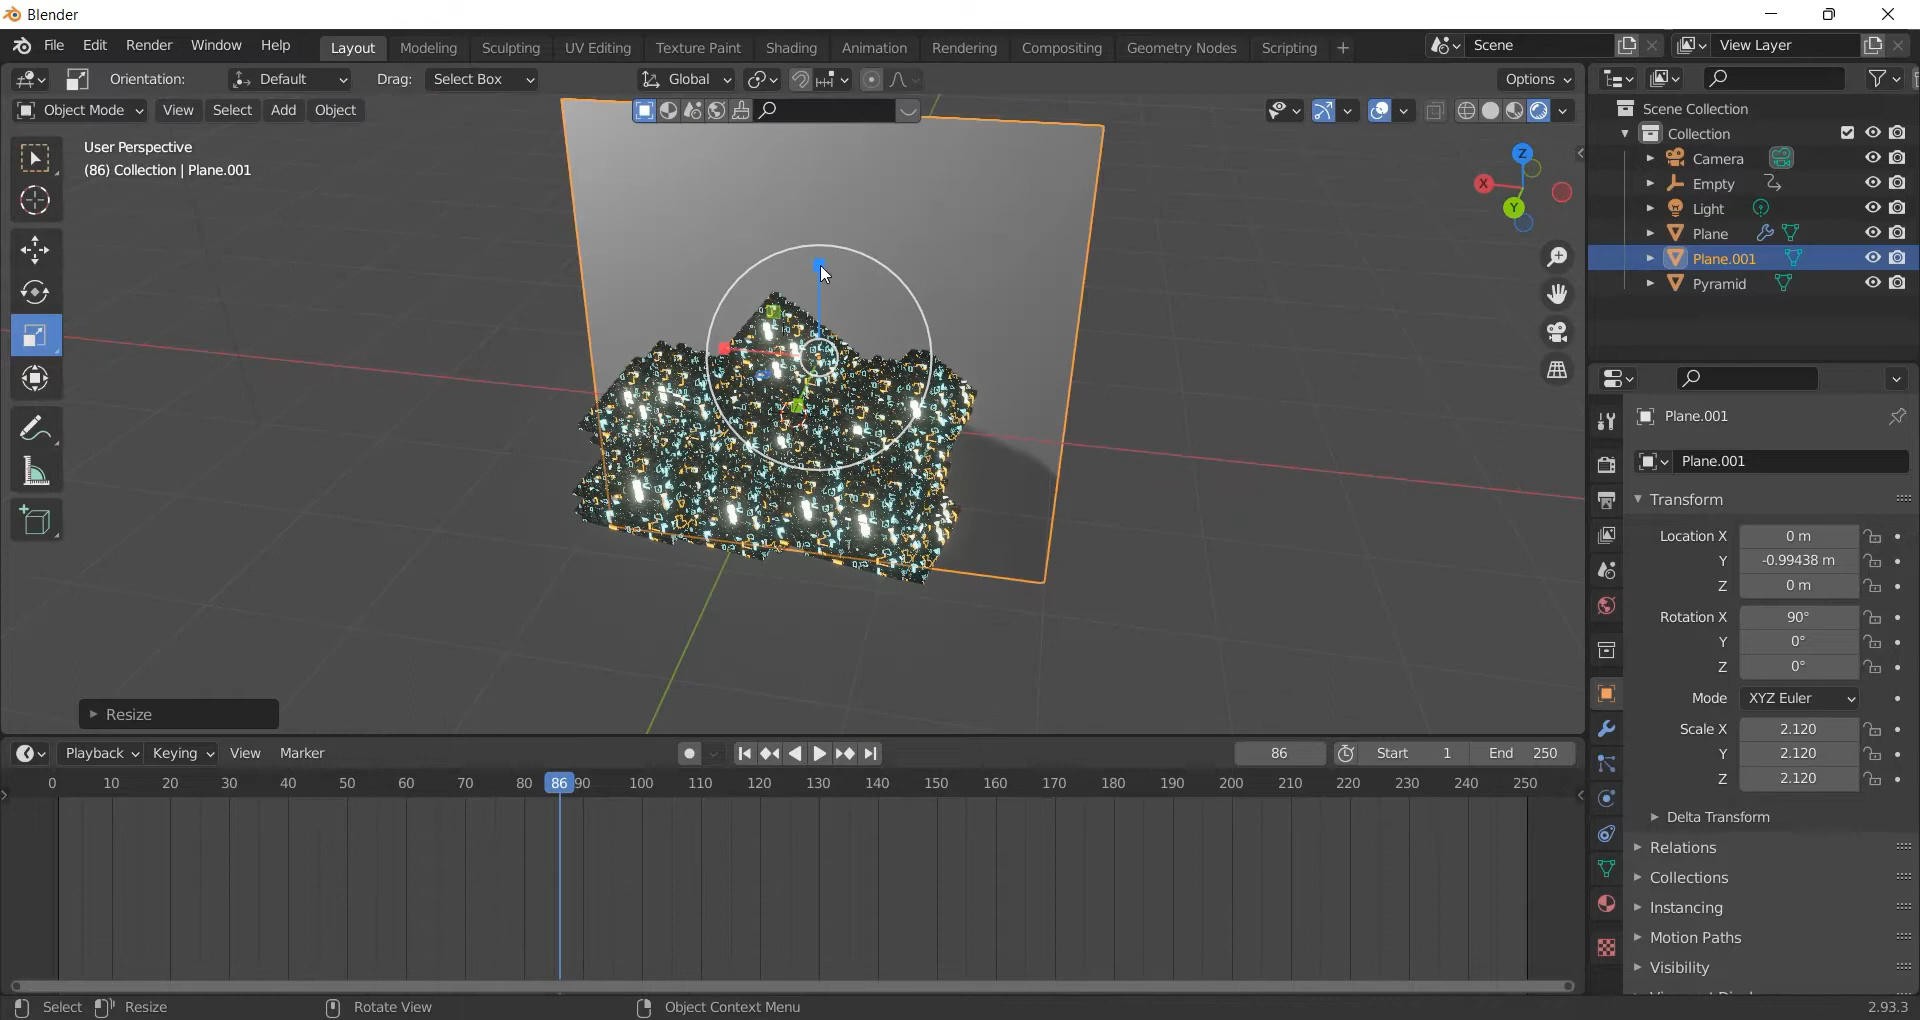 Blender
File Edit Render Window Help Layout Modeling Sculpting UV Editing Texture Paint Shading Animation Rendering Compositing Geometry Nodes Scripting + Scene View Layer
Orientation: Default Drag: Select Box Global Options
Object Mode View Select Add Object
User Perspective
(86) Collection | Plane.001
Z
X
Y
Resize
Scene Collection
Collection
Camera
Empty
Light
Plane
Plane.001
Pyramid
Plane.001
Plane.001
Transform
Location X 0 m
Y -0.99438 m
Z 0 m
Rotation X 90°
Y 0°
Z 0°
Mode XYZ Euler
Scale X 2.120
Y 2.120
Z 2.120
Delta Transform
Relations
Collections
Instancing
Motion Paths
Visibility
Playback Keying View Marker 86 Start 1 End 250
0 10 20 30 40 50 60 70 80 86 90 100 110 120 130 140 150 160 170 180 190 200 210 220 230 240 250
Select Resize Rotate View Object Context Menu 2.93.3